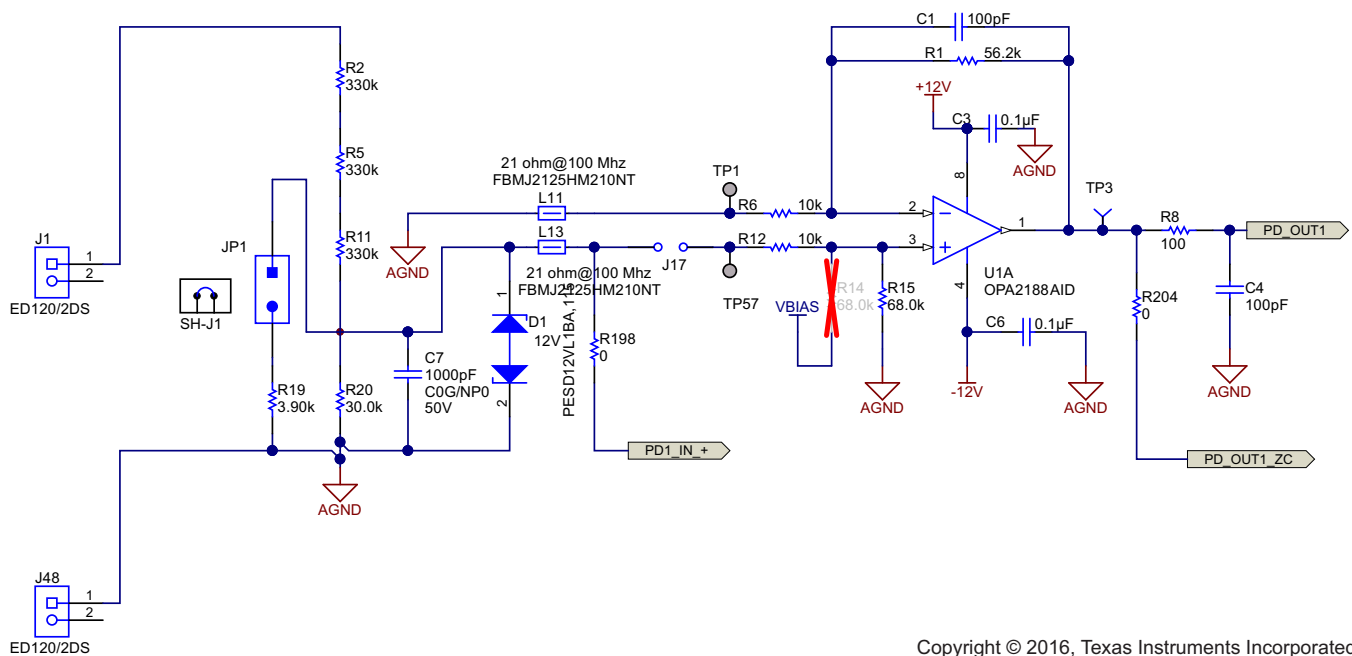 C1
100pF
R1
56.2k
R2
330k
+12V
C3
0.1µF
AGND
R5
330k
21 ohm@100 Mhz
FBMJ2125HM210NT
L11
TP1
8
R6
10k
2
TP3
1
R8
100
PD_OUT1
J1
1
2
ED120/2DS
JP1
R11
330k
AGND
L13
J17
R12
10k
3
21 ohm@100 Mhz
FBMJ2125HM210NT
TP57
U1A
OPA2188AID
4
SH-J1
1
D1
12V
PESD12VL1BA,115
VBIAS
R14
68.0k
R15
68.0k
R204
0
C4
100pF
C6
0.1µF
R198
0
C7
1000pF
C0G/NP0
50V
2
R19
3.90k
R20
30.0k
AGND
-12V
AGND
AGND
PD1_IN_+
PD_OUT1_ZC
AGND
J48
1
2
ED120/2DS
Copyright © 2016, Texas Instruments Incorporated